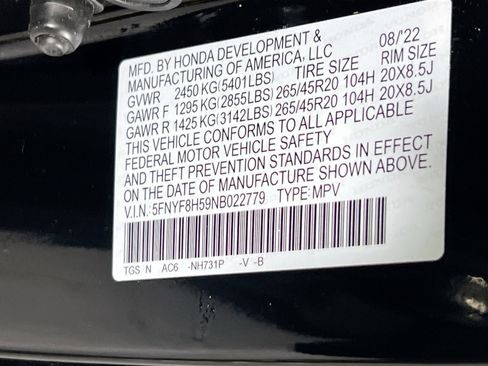 MFD. BY HONDA DEVELOPMENT & 08/'22
MANUFACTURING OF AMERICA, LLC
GVWR 2450 KG(5401LBS) TIRE SIZE RIM SIZE
GAWR F 1295 KG(2855LBS) 265/45R20 104H 20X8.5J
GAWR R 1425 KG(3142LBS) 265/45R20 104H 20X8.5J
THIS VEHICLE CONFORMS TO ALL APPLICABLE
FEDERAL MOTOR VEHICLE SAFETY
AND THEFT PREVENTION STANDARDS IN EFFECT
ON THE DATE OF MANUFACTURE SHOWN ABOVE.
V.I.N.:5FNYF8H59NB022779 TYPE:MPV
TGS N AC6 -NH731P -V -B